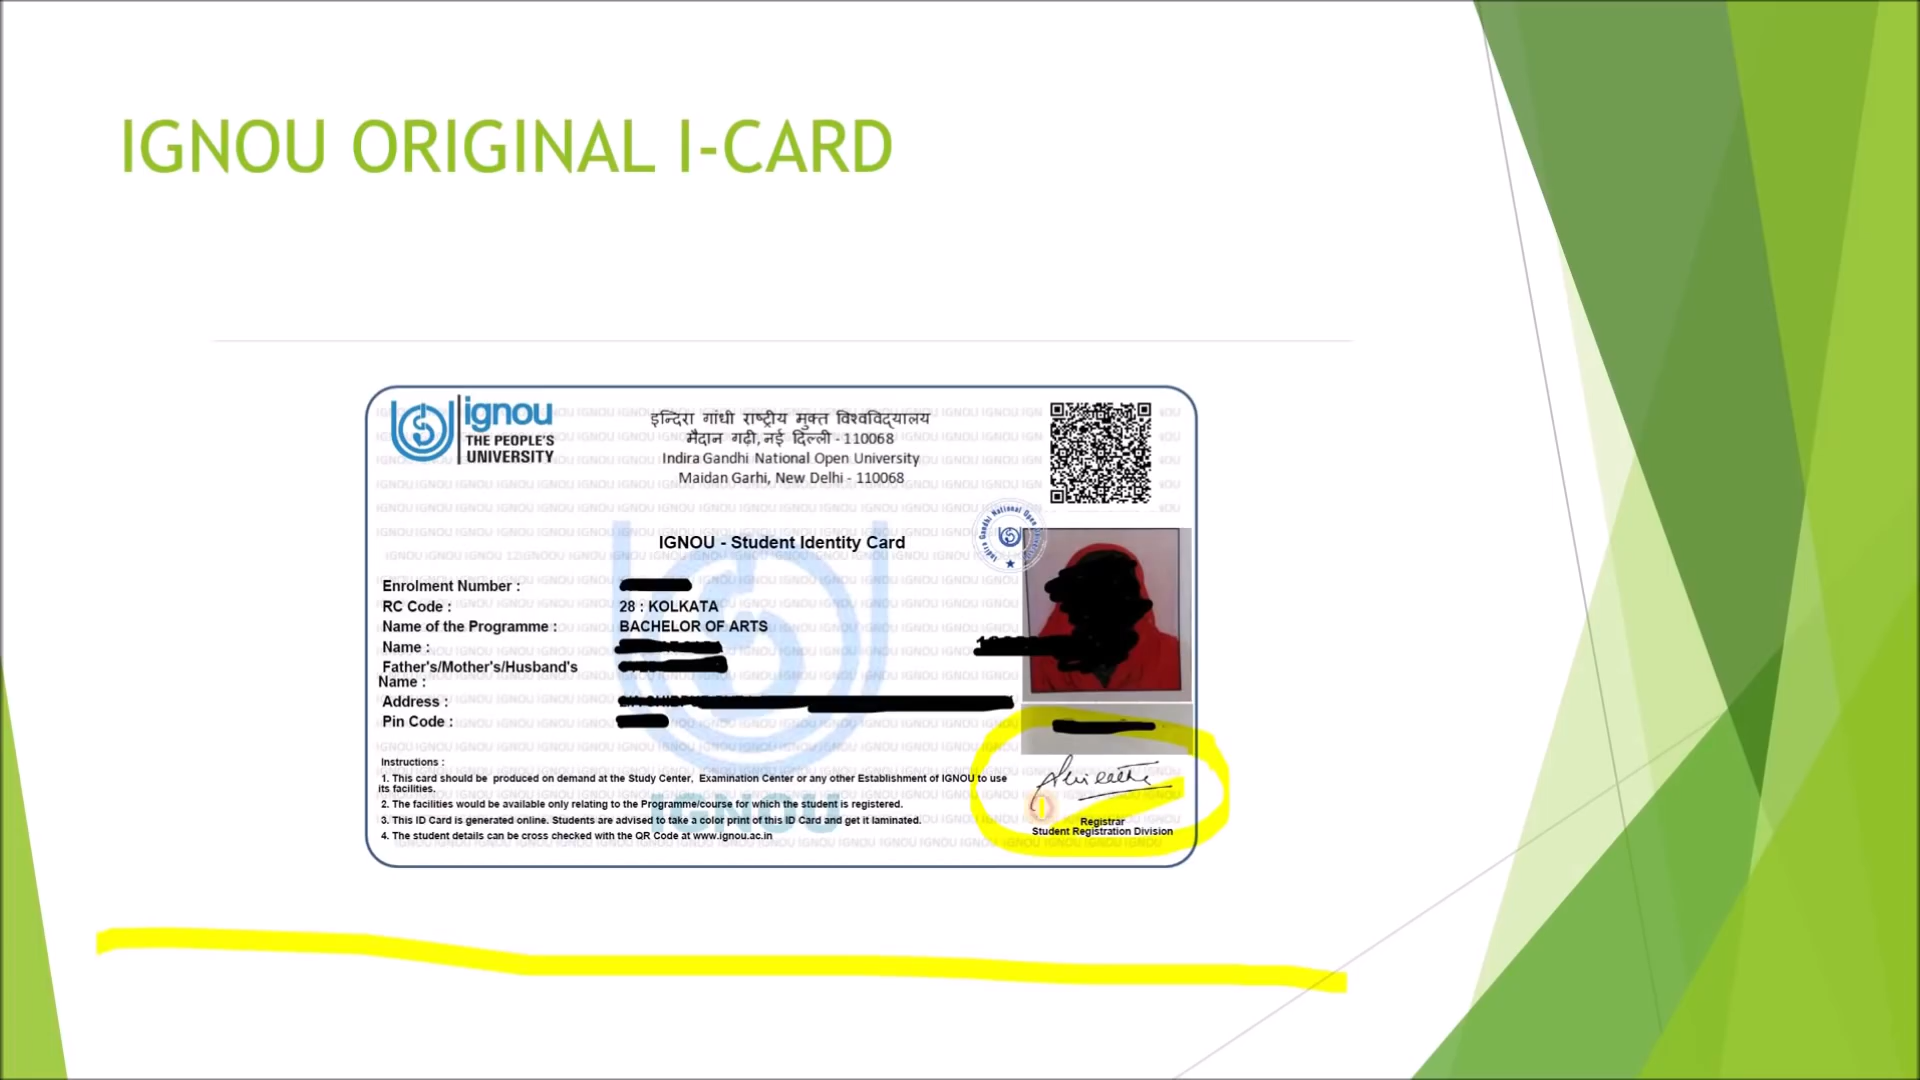 IGNOU ORIGINAL I-CARD
ignou
THE PEOPLE'S
UNIVERSITY
इन्दिरा गांधी राष्ट्रीय मुक्त विश्वविद्यालय
मैदान गढ़ी, नई दिल्ली - 110068
Indira Gandhi National Open University
Maidan Garhi, New Delhi - 110068
Indira Gandhi National Open
IGNOU - Student Identity Card
Enrolment Number :
RC Code : 28 : KOLKATA
Name of the Programme : BACHELOR OF ARTS
Name :
Father's/Mother's/Husband's
Name :
Address :
Pin Code :
Instructions :
1. This card should be produced on demand at the Study Center, Examination Center or any other Establishment of IGNOU to use
its facilities.
2. The facilities would be available only relating to the Programme/course for which the student is registered.
3. This ID Card is generated online. Students are advised to take a color print of this ID Card and get it laminated.
4. The student details can be cross checked with the QR Code at www.ignou.ac.in
IGNOU
Registrar
Student Registration Division